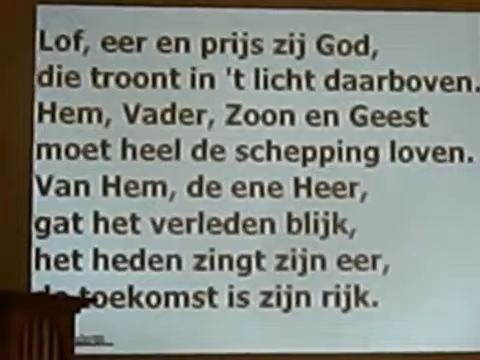 Lof, eer en prijs zij God,
die troont in 't licht daarboven.
Hem, Vader, Zoon en Geest
moet heel de schepping loven.
Van Hem, de ene Heer,
gat het verleden blijk,
het heden zingt zijn eer,
de toekomst is zijn rijk.